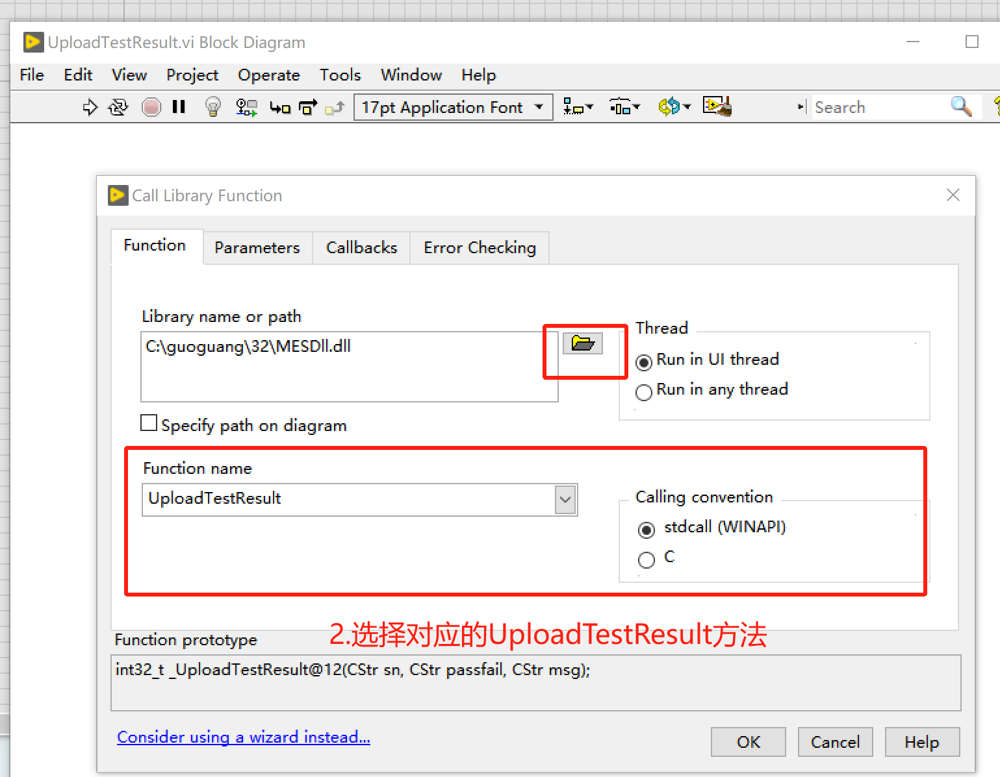 UploadTestResult.vi Block Diagram
File Edit View Project Operate Tools Window Help
17pt Application Font
Search
Call Library Function
Function Parameters Callbacks Error Checking
Library name or path
C:\guoguang\32\MESDll.dll
Thread
Run in UI thread
Run in any thread
Specify path on diagram
Function name
UploadTestResult
Calling convention
stdcall (WINAPI)
C
2.选择对应的UploadTestResult方法
Function prototype
int32_t _UploadTestResult@12(CStr sn, CStr passfail, CStr msg);
Consider using a wizard instead...
OK Cancel Help